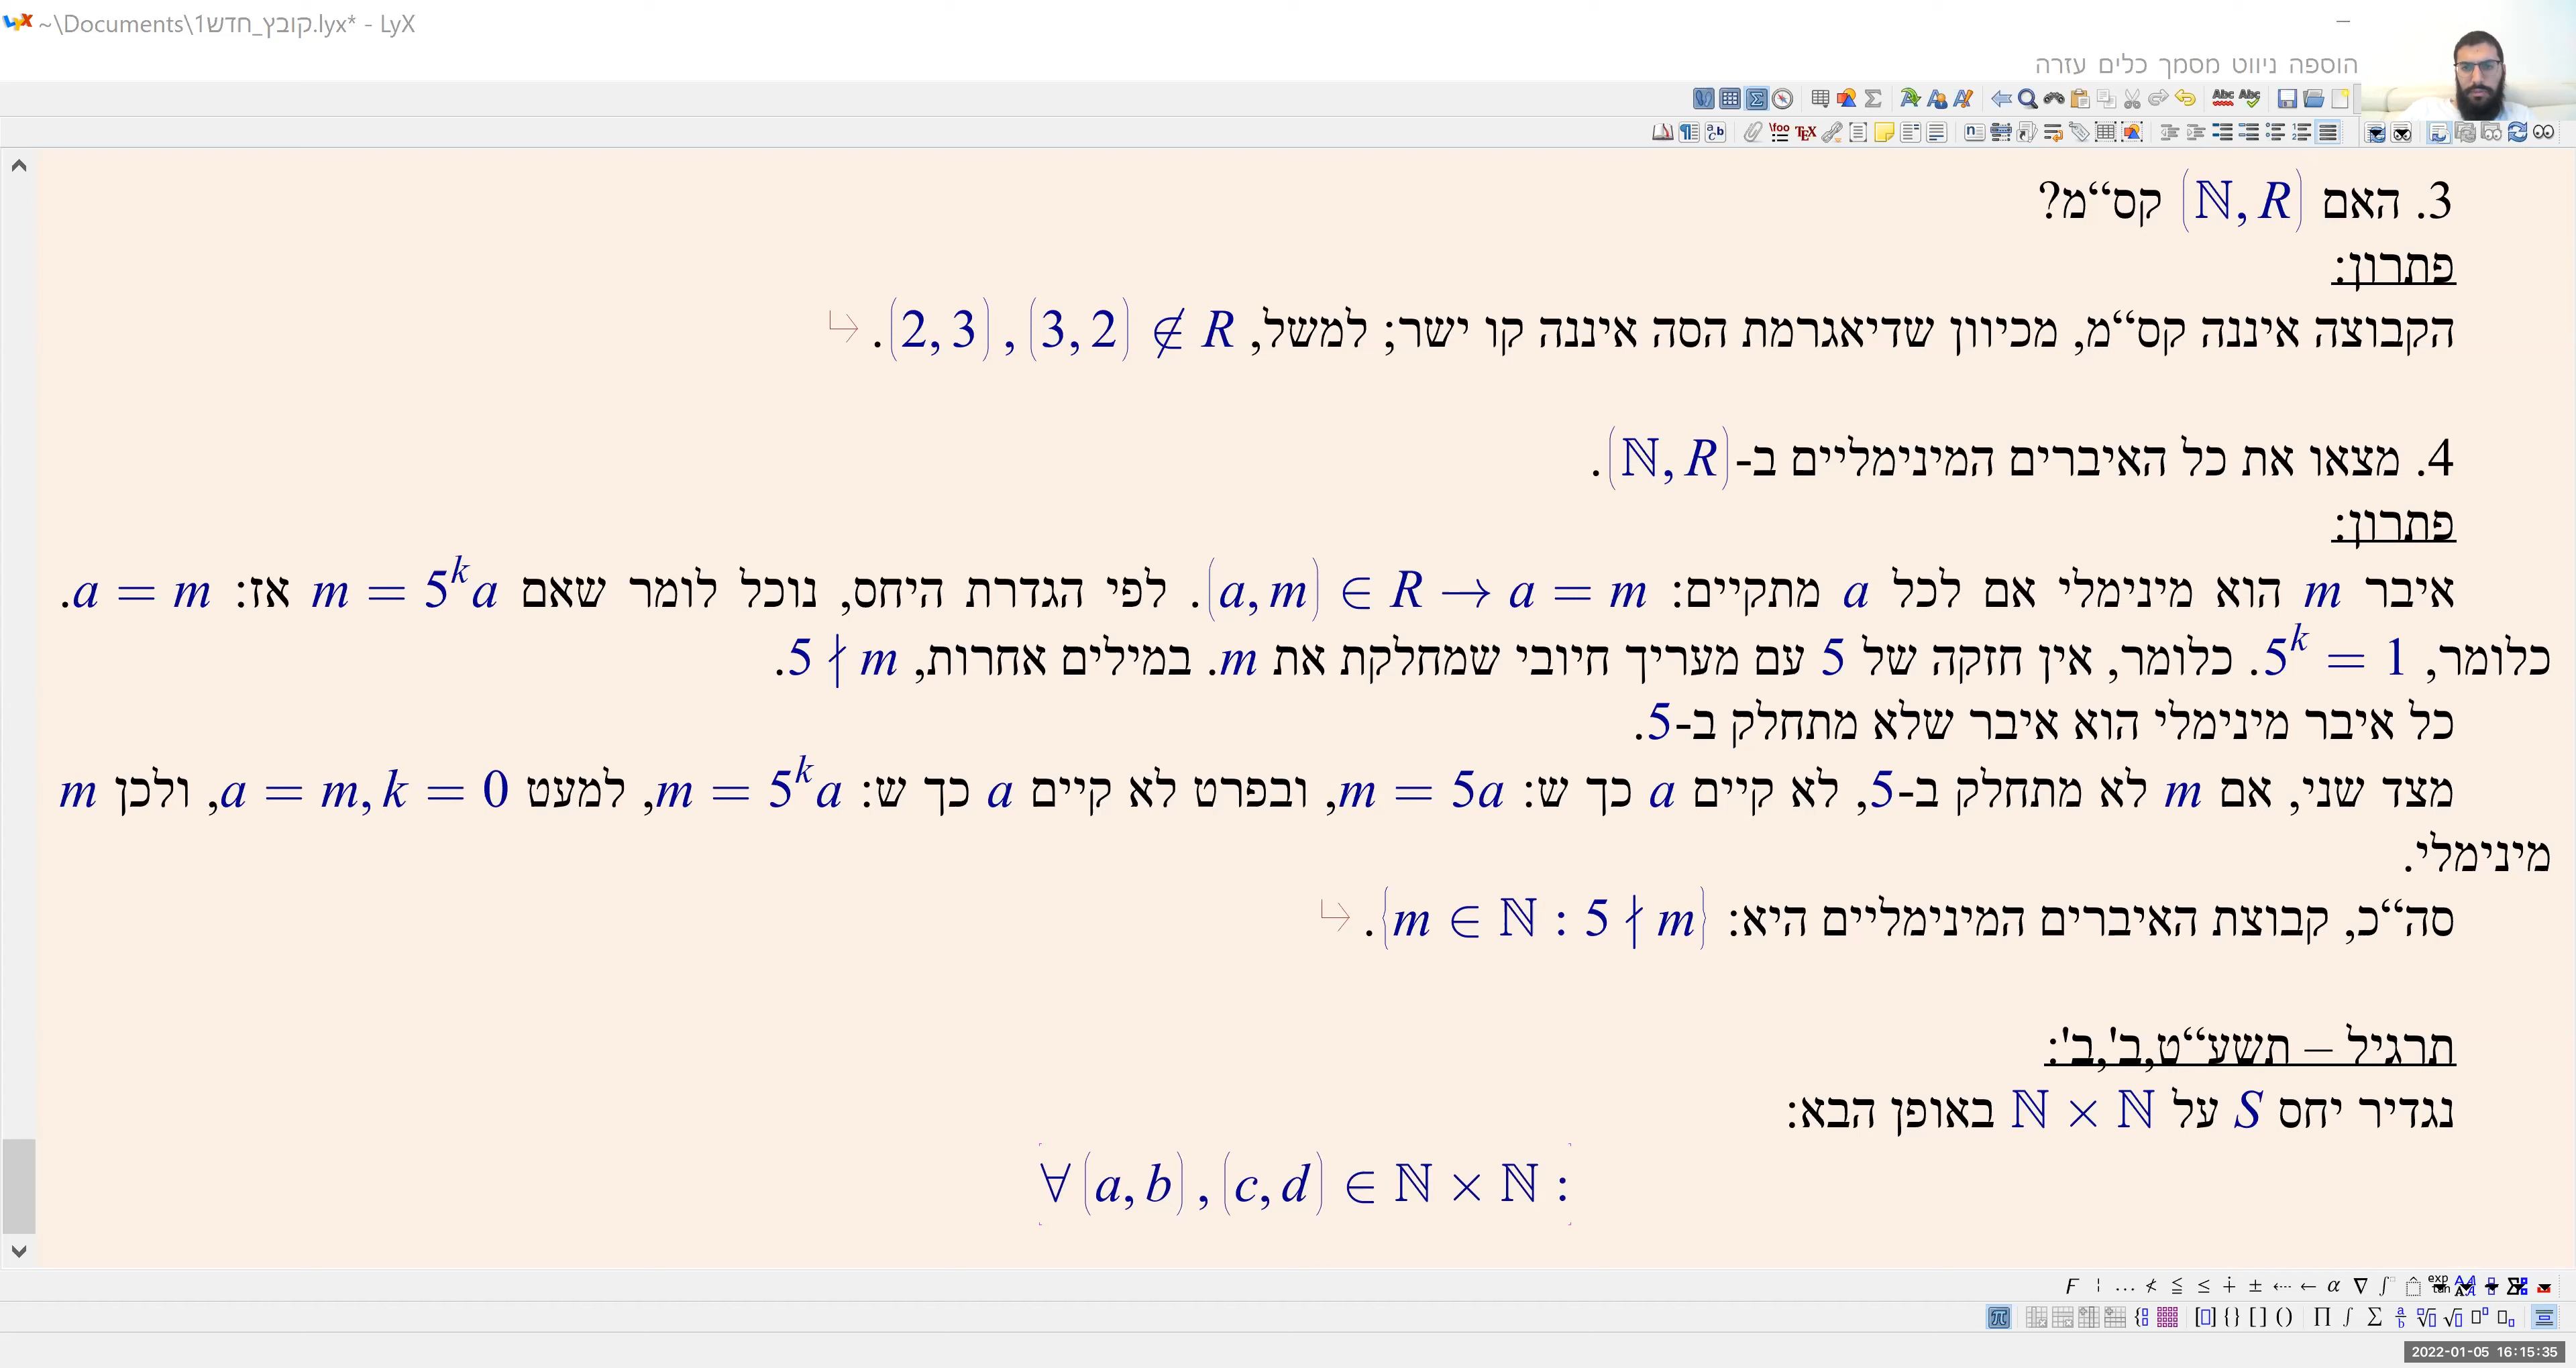 ~\Documents\קובץ_חדש1.lyx* - LyX
הוספה ניווט מסמך כלים עזרה
3. האם (ℕ, R) קס“מ?
פתרון:
הקבוצה איננה קס“מ, מכיוון שדיאגרמת הסה איננה קו ישר; למשל, (2, 3) , (3, 2) ∉ R.
4. מצאו את כל האיברים המינימליים ב-(ℕ, R).
פתרון:
איבר m הוא מינימלי אם לכל a מתקיים: (a, m) ∈ R → a = m. לפי הגדרת היחס, נוכל לומר שאם m = 5^k a אז: a = m.
כלומר, 5^k = 1. כלומר, אין חזקה של 5 עם מעריך חיובי שמחלקת את m. במילים אחרות, 5 ∤ m.
כל איבר מינימלי הוא איבר שלא מתחלק ב-5.
מצד שני, אם m לא מתחלק ב-5, לא קיים a כך ש: m = 5a, ובפרט לא קיים a כך ש: m = 5^k a, למעט a = m, k = 0, ולכן m
מינימלי.
סה“כ, קבוצת האיברים המינימליים היא: {m ∈ ℕ : 5 ∤ m}.
תרגיל – תשע“ט,ב',ב':
נגדיר יחס S על ℕ × ℕ באופן הבא:
∀ (a, b) , (c, d) ∈ ℕ × ℕ :
2022-01-05 16:15:35